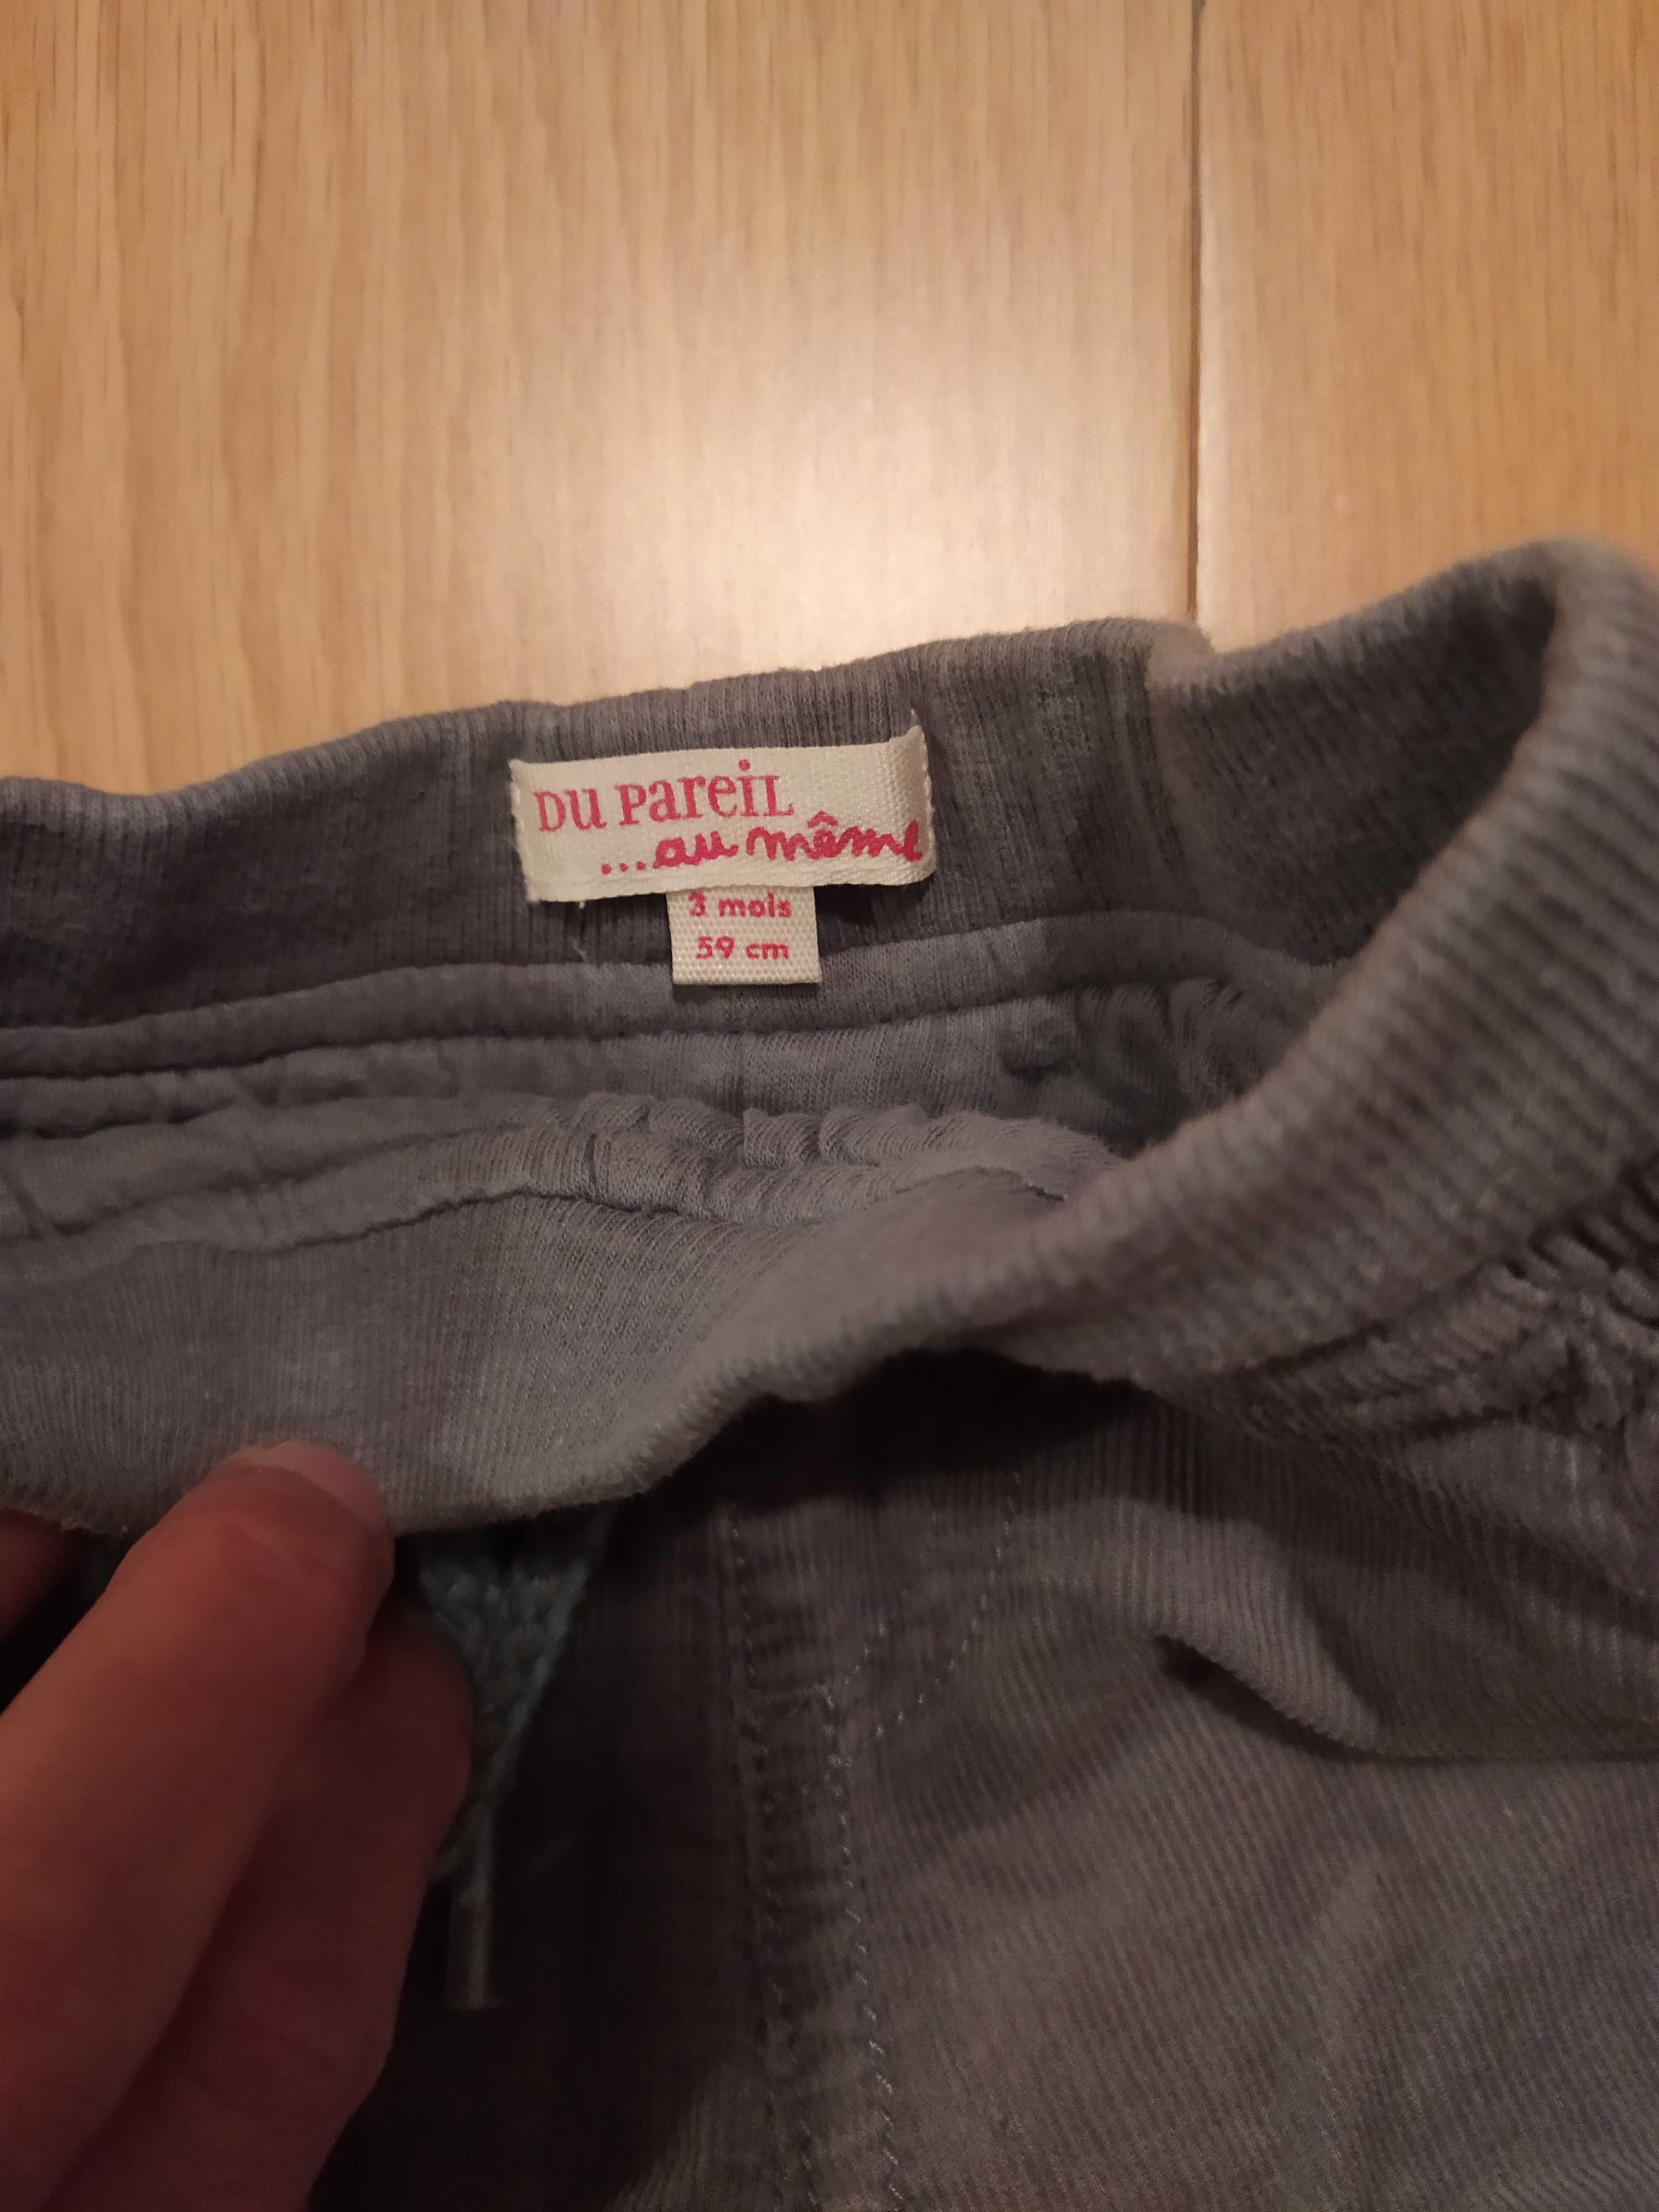 DU PareiL
...au même
3 mois
59 cm